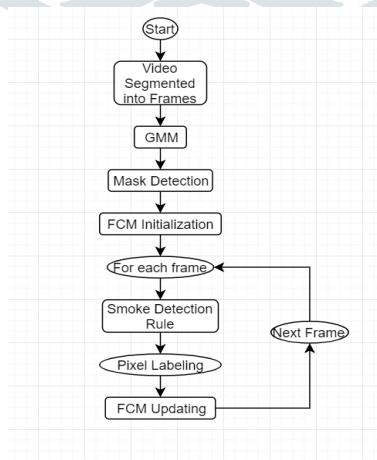 Start
Video
Segmented
into Frames
GMM
Mask Detection
FCM Initialization
For each frame
Smoke Detection
Rule
Next Frame
Pixel Labeling
FCM Updating